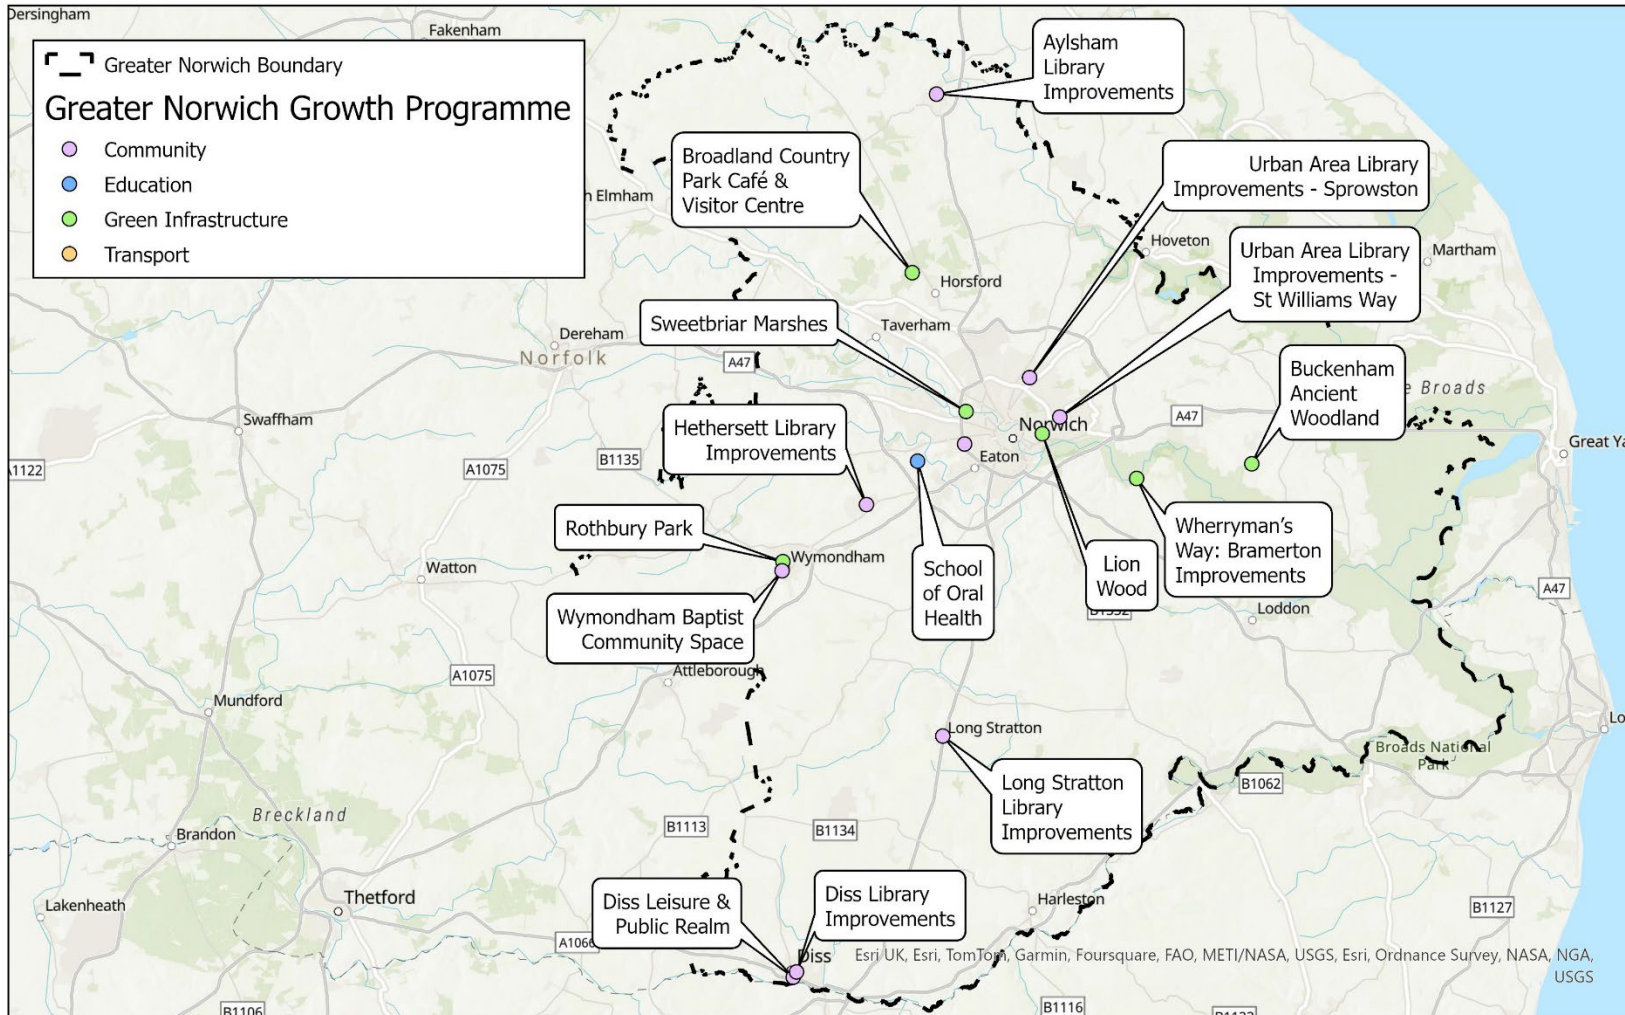 Dersingham
Fakenham
Greater Norwich Boundary
Greater Norwich Growth Programme
Community
Education
Green Infrastructure
Transport
Aylsham
Library
Improvements
Broadland Country
Park Café &
Visitor Centre
Urban Area Library
Improvements - Sprowston
h Elmham
Hoveton
Martham
Urban Area Library
Improvements -
St Williams Way
Horsford
Sweetbriar Marshes
Taverham
Dereham
Norfolk
A47
Buckenham
Ancient
Woodland
e Broads
Swaffham
Hethersett Library
Improvements
Norwich
A47
Great Ya
A1122
A1075
B1135
Eaton
Rothbury Park
Wymondham
School
of Oral
Health
Lion
Wood
Wherryman's
Way: Bramerton
Improvements
Watton
A47
B1332
Loddon
Wymondham Baptist
Community Space
Attleborough
A1075
Mundford
Long Stratton
Lo
Broads National
Park
B1062
Long Stratton
Library
Improvements
Breckland
Brandon
B1113
B1134
Thetford
Lakenheath
Diss Leisure &
Public Realm
Diss Library
Improvements
Harleston
B1127
A1066
Diss
Esri UK, Esri, TomTom, Garmin, Foursquare, FAO, METI/NASA, USGS, Esri, Ordnance Survey, NASA, NGA,
USGS
B1106
B1116